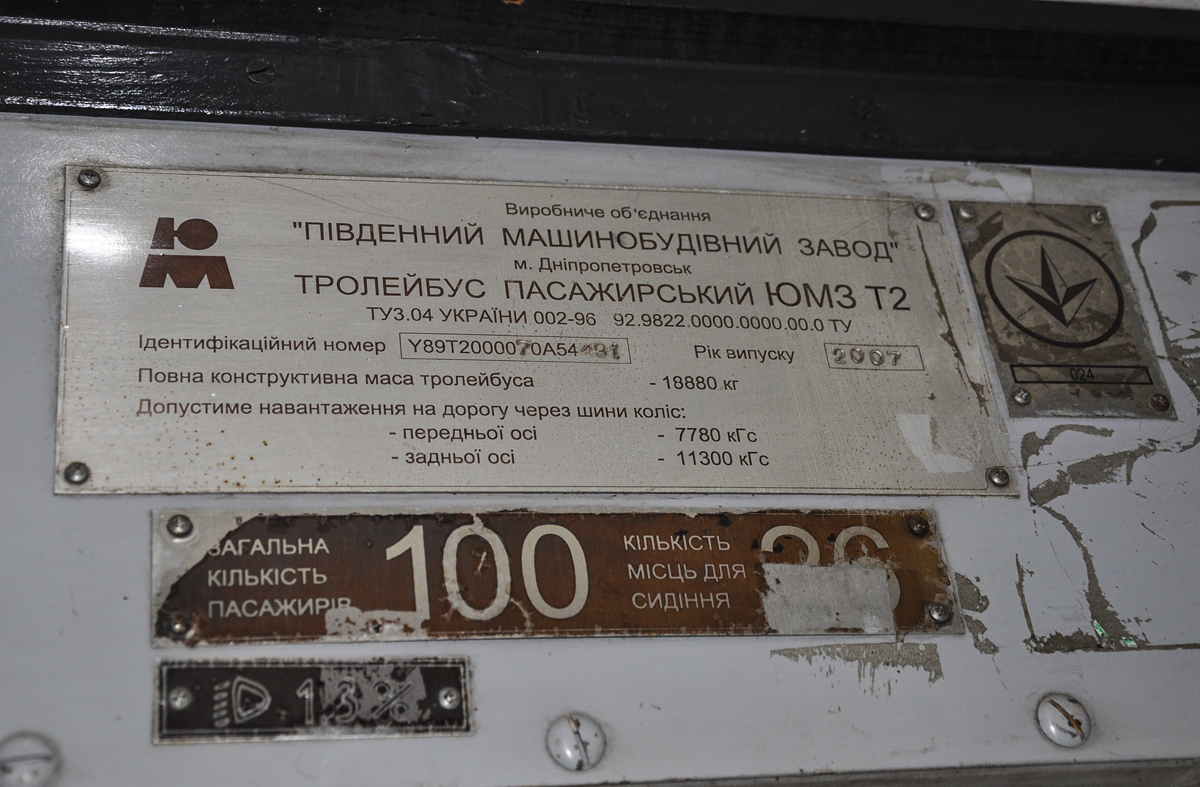 ЮМ
Виробниче об'єднання
"ПІВДЕННИЙ МАШИНОБУДІВНИЙ ЗАВОД"
м. Дніпропетровськ
ТРОЛЕЙБУС ПАСАЖИРСЬКИЙ ЮМЗ Т2
ТУ3.04 УКРАЇНИ 002-96 92.9822.0000.0000.00.0 ТУ
Ідентифікаційний номер
Рік випуску 2007
Повна конструктивна маса тролейбуса - 18880 кг
Допустиме навантаження на дорогу через шини коліс:
- передньої осі - 7780 кГс
- задньої осі - 11300 кГс
024
ЗАГАЛЬНА КІЛЬКІСТЬ ПАСАЖИРІВ 100
КІЛЬКІСТЬ МІСЦЬ ДЛЯ СИДІННЯ
13%